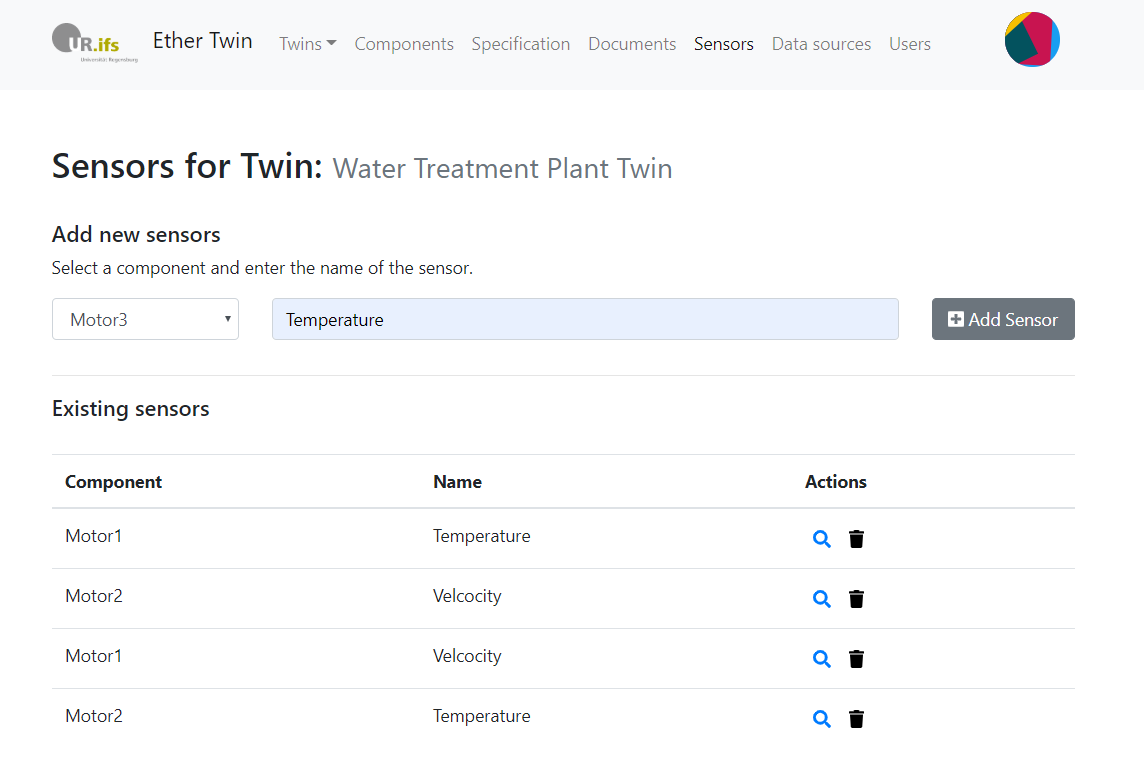 UR.ifs
Universität Regensburg
Ether Twin
Twins Components Specification Documents Sensors Data sources Users
Sensors for Twin: Water Treatment Plant Twin
Add new sensors
Select a component and enter the name of the sensor.
Motor3 Temperature Add Sensor
Existing sensors
Component Name Actions
Motor1 Temperature
Motor2 Velcocity
Motor1 Velcocity
Motor2 Temperature